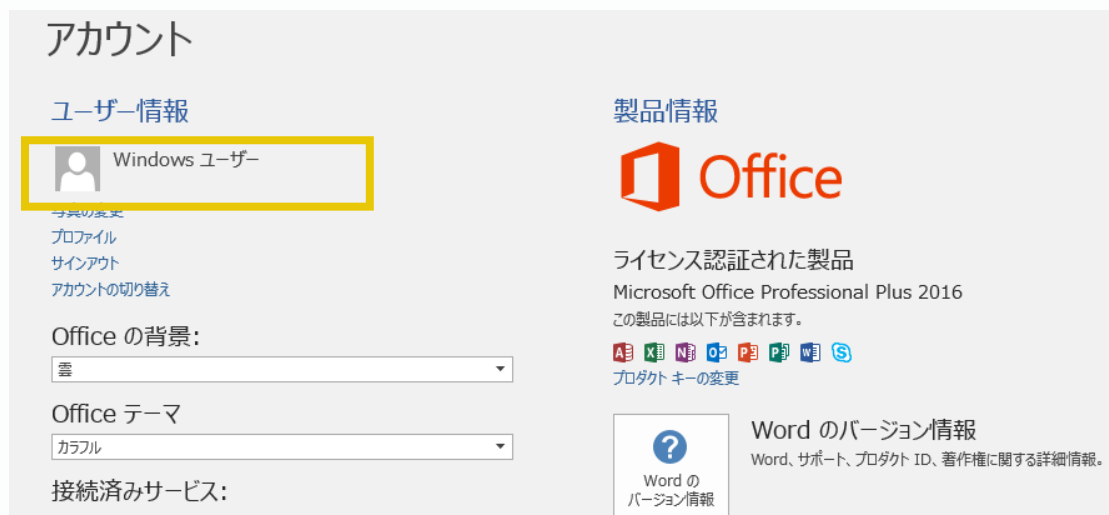 アカウント
ユーザー情報
Windows ユーザー
写真の変更
プロファイル
サインアウト
アカウントの切り替え
Office の背景:
雲
Office テーマ
カラフル
接続済みサービス:
製品情報
Office
ライセンス認証された製品
Microsoft Office Professional Plus 2016
この製品には以下が含まれます。
プロダクト キーの変更
Word の
バージョン情報
Word のバージョン情報
Word、サポート、プロダクト ID、著作権に関する詳細情報。